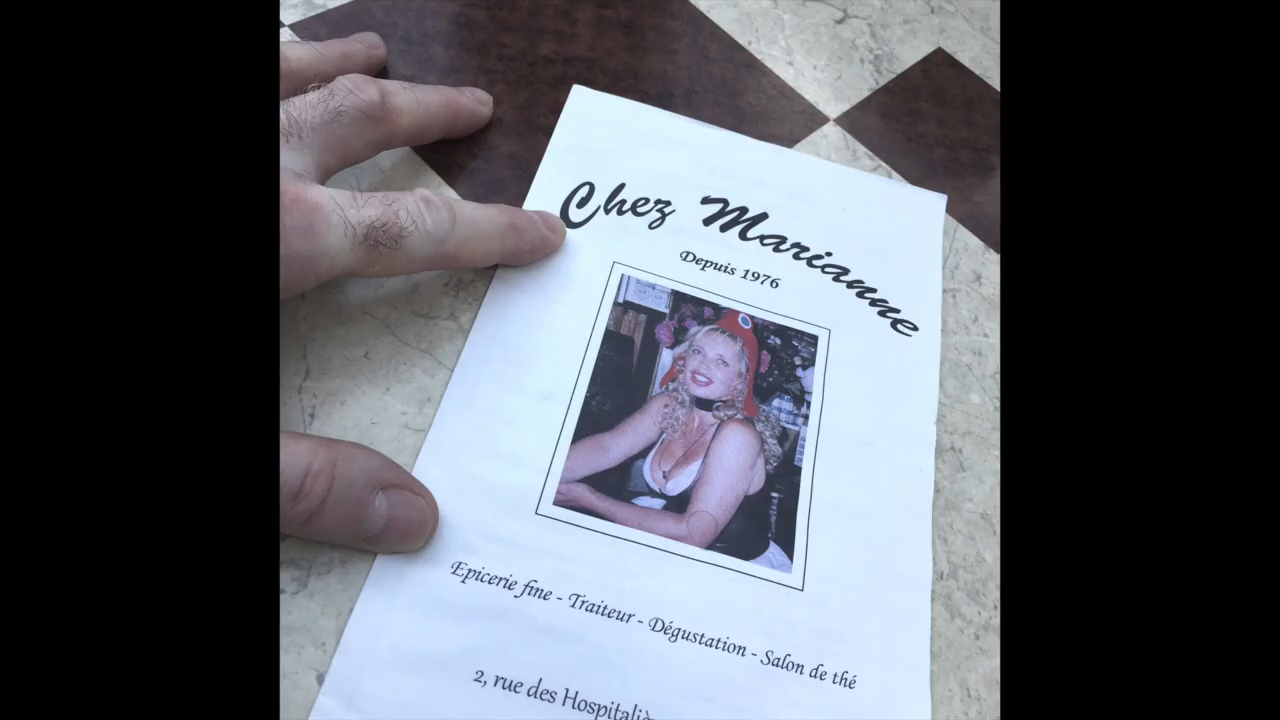 Chez Marianne
Depuis 1976
Epicerie fine - Traiteur - Dégustation - Salon de thé
2, rue des